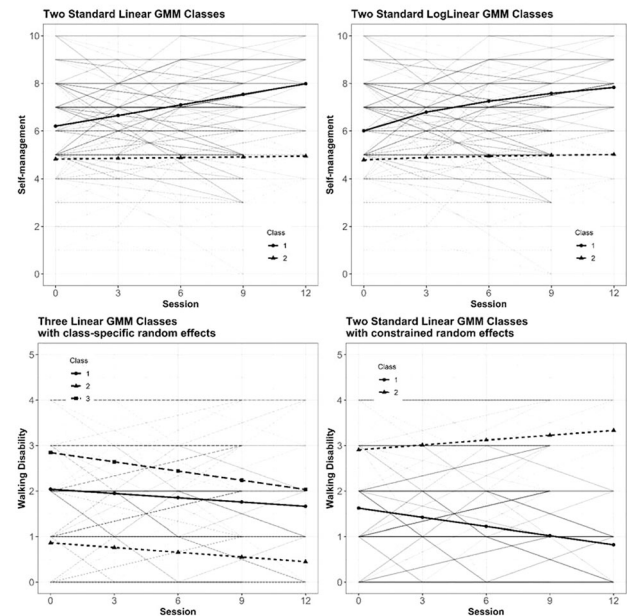 Two Standard Linear GMM Classes
10
8
6
4
2
0
Self-management
Class
1
2
0 3 6 9 12
Session
Two Standard LogLinear GMM Classes
10
8
6
4
2
0
Self-management
Class
1
2
0 3 6 9 12
Session
Three Linear GMM Classes
with class-specific random effects
5
4
3
2
1
0
Walking Disability
Class
1
2
3
0 3 6 9 12
Session
Two Standard Linear GMM Classes
with constrained random effects
5
4
3
2
1
0
Walking Disability
Class
1
2
0 3 6 9 12
Session